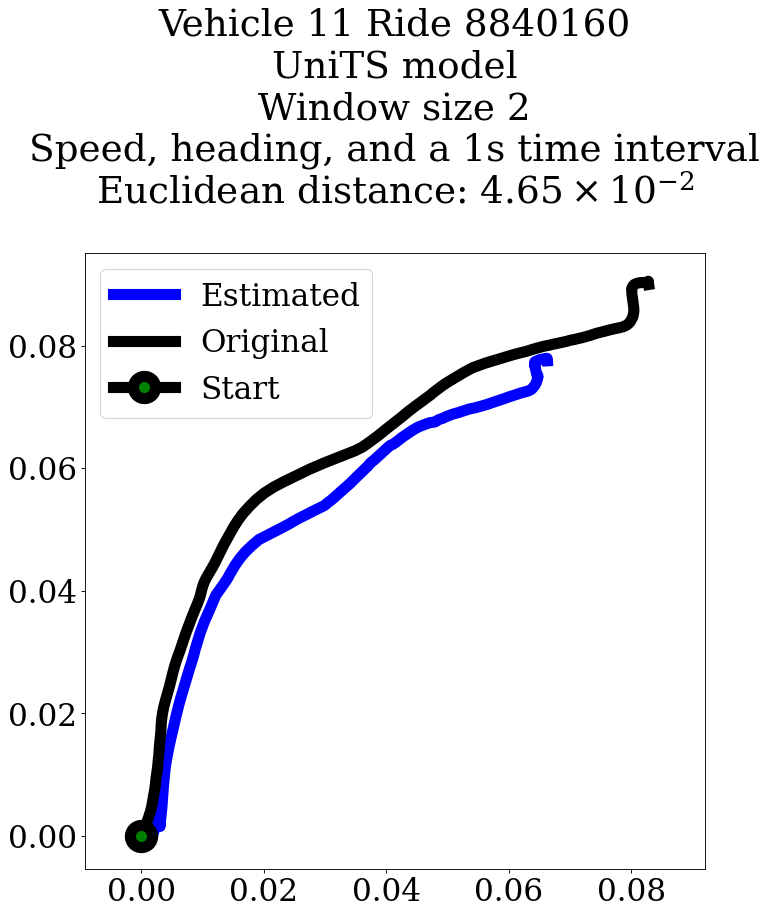 Vehicle 11 Ride 8840160
UniTS model
Window size 2
Speed, heading, and a 1s time interval
Euclidean distance: 4.65 × 10⁻²
Estimated
Original
Start
0.08
0.06
0.04
0.02
0.00
0.00 0.02 0.04 0.06 0.08